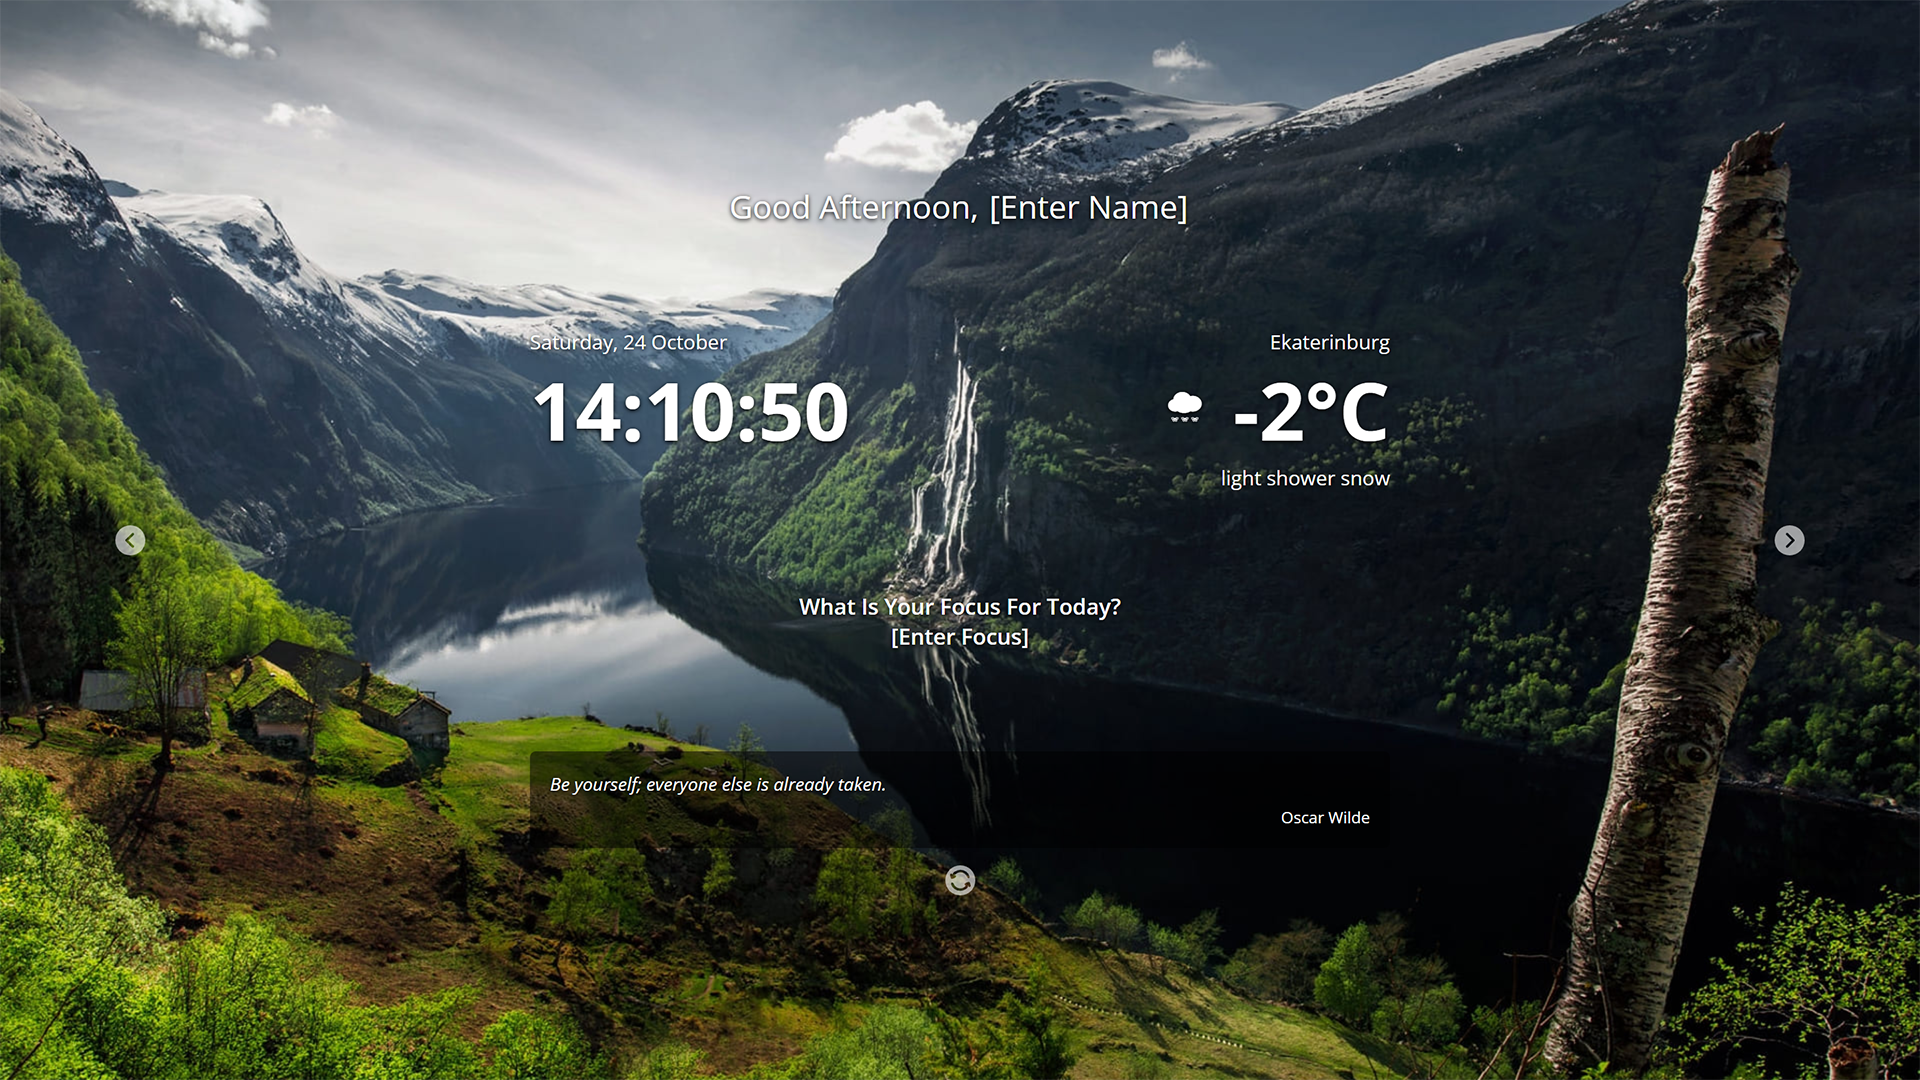 Good Afternoon, [Enter Name]
Saturday, 24 October
14:10:50
Ekaterinburg
-2°C
light shower snow
What Is Your Focus For Today?
[Enter Focus]
Be yourself; everyone else is already taken.
Oscar Wilde